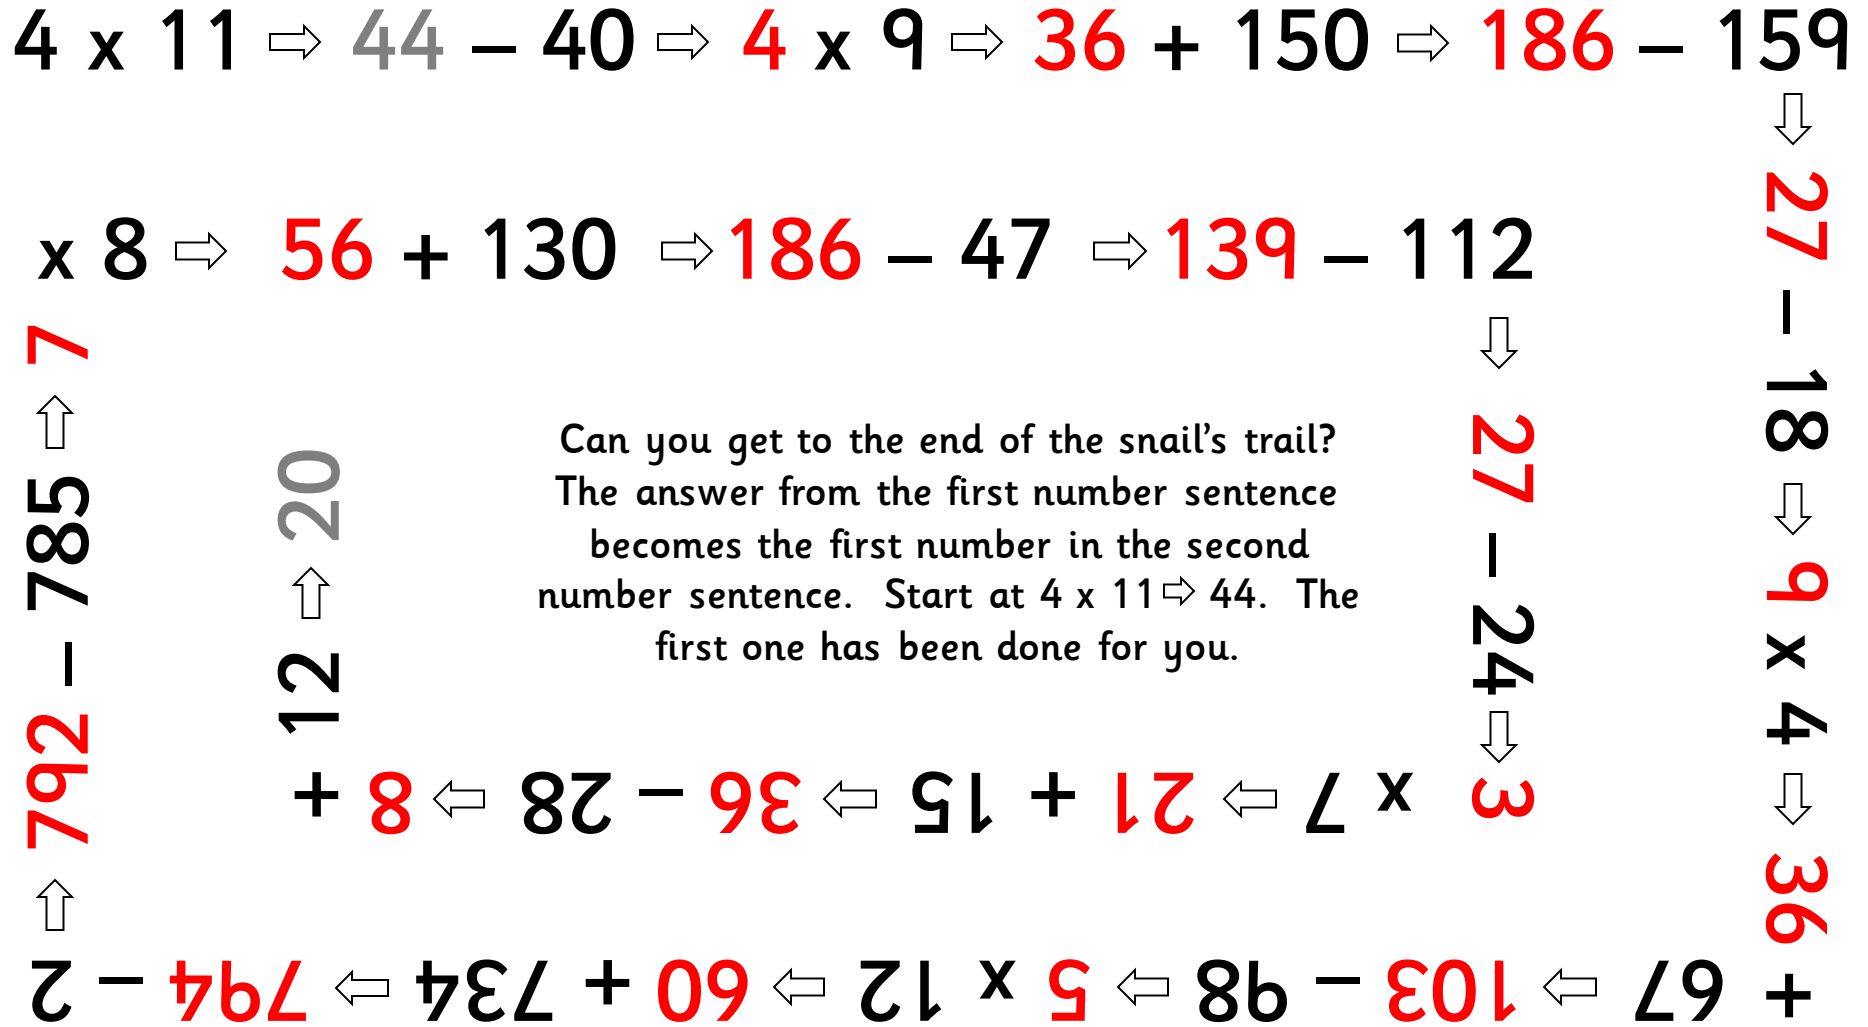 4 x 11 ⇨ 44 – 40 ⇨ 4 x 9 ⇨ 36 + 150 ⇨ 186 – 159
⇨ 27 – 18 ⇨ 9 x 4 ⇨ 36
+ 67 ⇨ 103 – 98 ⇨ 5 x 12 ⇨ 60 + 734 ⇨ 794 – 2
⇨ 792 – 785 ⇨ 7
x 8 ⇨ 56 + 130 ⇨ 186 – 47 ⇨ 139 – 112
⇨ 27 – 24 ⇨ 3
x 7 ⇨ 21 + 15 ⇨ 36 – 28 ⇨ 8 +
12 ⇨ 20
Can you get to the end of the snail’s trail?
The answer from the first number sentence
becomes the first number in the second
number sentence. Start at 4 x 11 ⇨ 44. The
first one has been done for you.